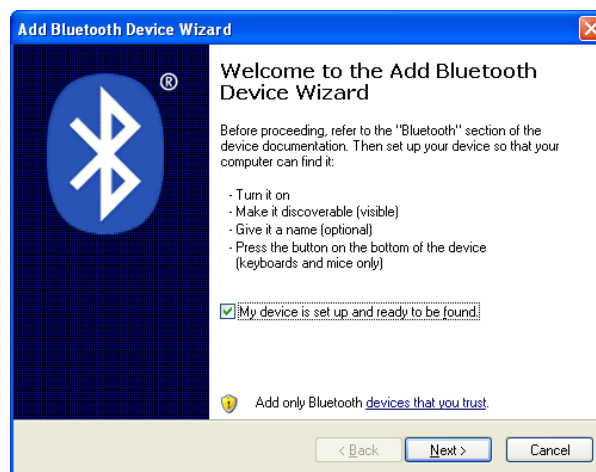 Add Bluetooth Device Wizard
®
Welcome to the Add Bluetooth
Device Wizard
Before proceeding, refer to the "Bluetooth" section of the
device documentation. Then set up your device so that your
computer can find it:
- Turn it on
- Make it discoverable (visible)
- Give it a name (optional)
- Press the button on the bottom of the device
(keyboards and mice only)
My device is set up and ready to be found.
Add only Bluetooth devices that you trust.
< Back Next > Cancel